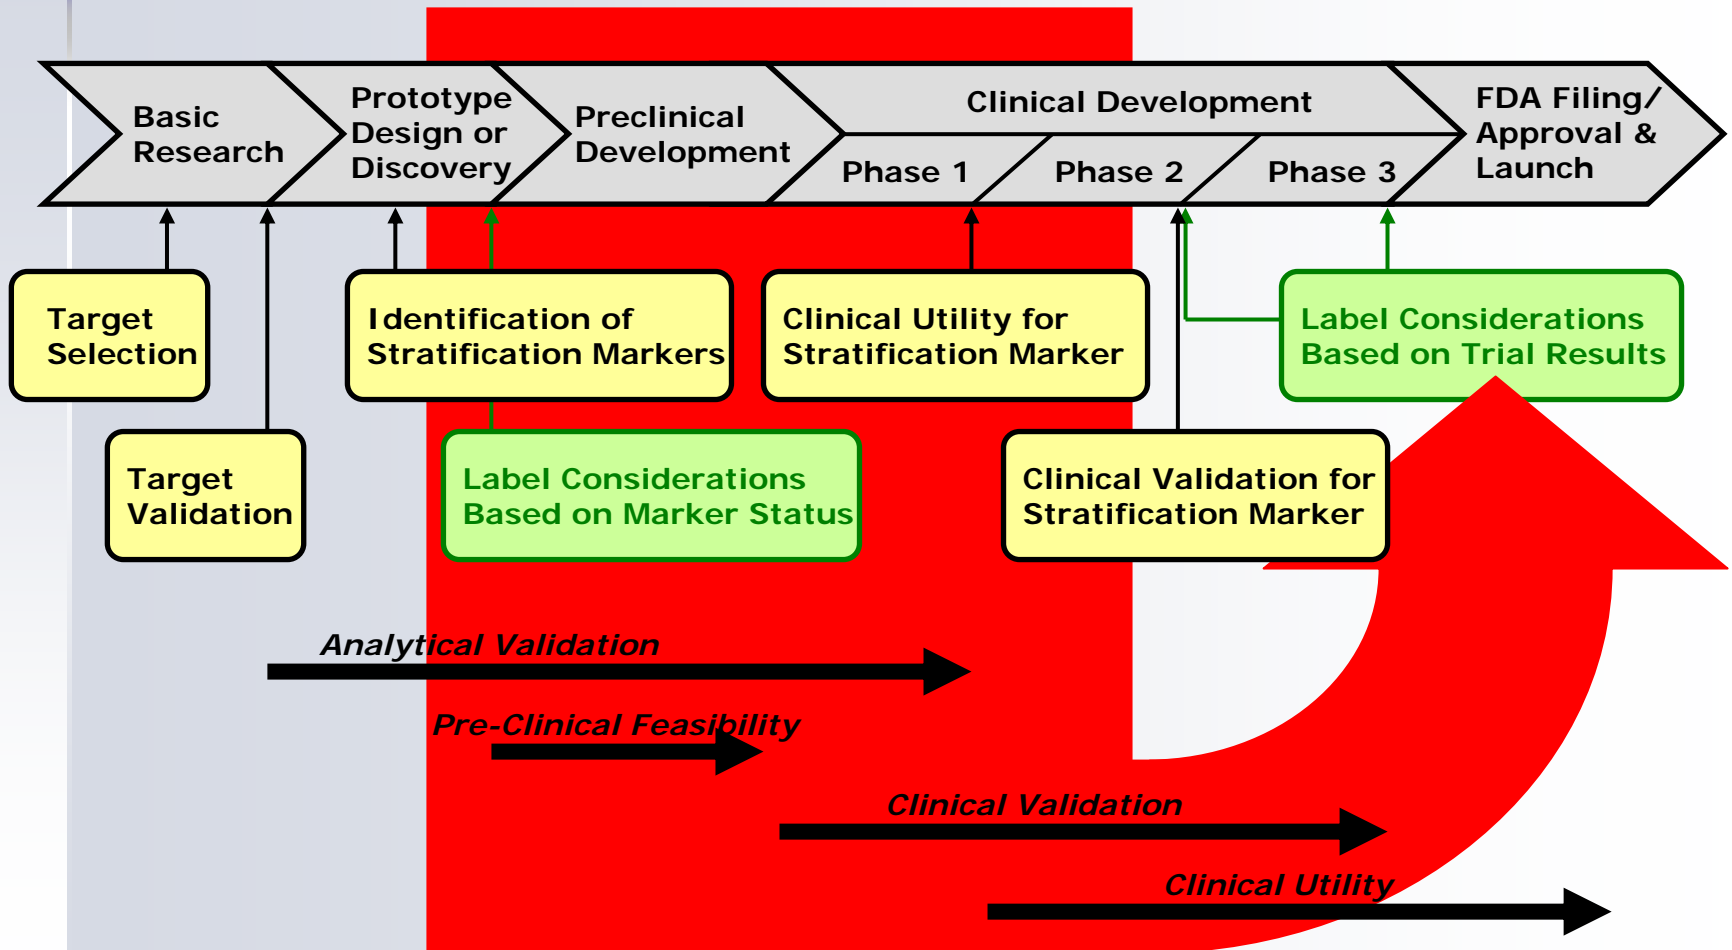 Basic
Research
Prototype
Design or
Discovery
Preclinical
Development
Clinical Development
Phase 1
Phase 2
Phase 3
FDA Filing/
Approval &
Launch
Target
Selection
Identification of
Stratification Markers
Clinical Utility for
Stratification Marker
Label Considerations
Based on Trial Results
Target
Validation
Label Considerations
Based on Marker Status
Clinical Validation for
Stratification Marker
Analytical Validation
Pre-Clinical Feasibility
Clinical Validation
Clinical Utility